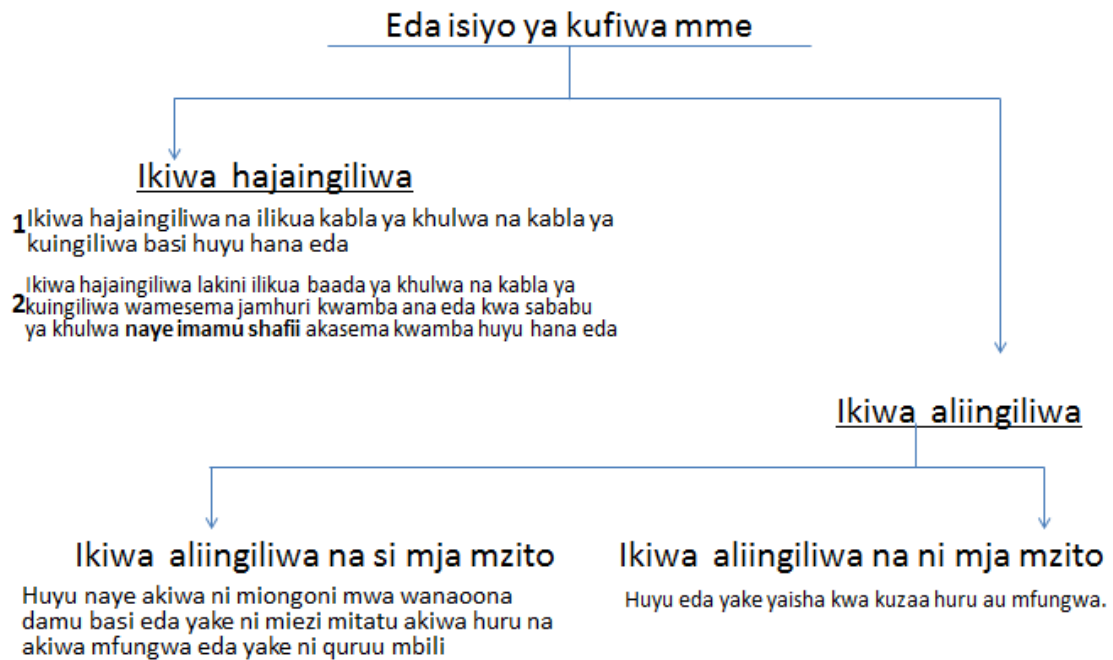 Eda isiyo ya kufiwa mme
Ikiwa hajaingiliwa
1 Ikiwa hajaingiliwa na ilikua kabla ya khulwa na kabla ya
kuingiliwa basi huyu hana eda
Ikiwa hajaingiliwa lakini ilikua baada ya khulwa na kabla ya
2 kuingiliwa wamesema jamhuri kwamba ana eda kwa sababu
ya khulwa naye imamu shafii akasema kwamba huyu hana eda
Ikiwa aliingiliwa
Ikiwa aliingiliwa na si mja mzito
Huyu naye akiwa ni miongoni mwa wanaoona
damu basi eda yake ni miezi mitatu akiwa huru na
akiwa mfungwa eda yake ni quruu mbili
Ikiwa aliingiliwa na ni mja mzito
Huyu eda yake yaisha kwa kuzaa huru au mfungwa.